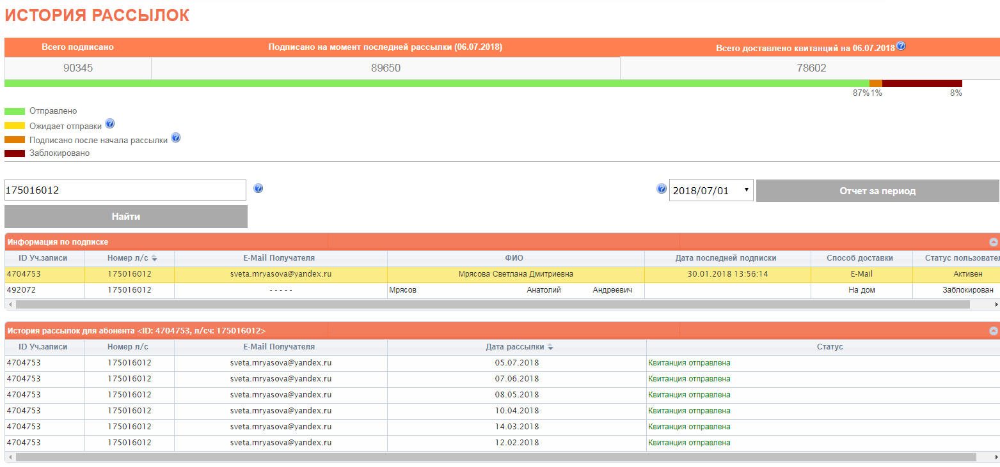 ИСТОРИЯ РАССЫЛОК
Всего подписано Подписано на момент последней рассылки (06.07.2018) Всего доставлено квитанций на 06.07.2018
90345 89650 78602
87% 1% 8%
Отправлено
Ожидает отправки
Подписано после начала рассылки
Заблокировано
175016012 2018/07/01 Отчет за период
Найти
Информация по подписке
ID Уч.записи Номер л/с E-Mail Получателя ФИО Дата последней подписки Способ доставки Статус пользовател
4704753 175016012 sveta.mryasova@yandex.ru Мрясова Светлана Дмитриевна 30.01.2018 13:56:14 E-Mail Активен
492072 175016012 - - - - - Мрясов Анатолий Андреевич На дом Заблокирован
История рассылок для абонента <ID: 4704753, л/сч: 175016012>
ID Уч.записи Номер л/с E-Mail Получателя Дата рассылки Статус
4704753 175016012 sveta.mryasova@yandex.ru 05.07.2018 Квитанция отправлена
4704753 175016012 sveta.mryasova@yandex.ru 07.06.2018 Квитанция отправлена
4704753 175016012 sveta.mryasova@yandex.ru 08.05.2018 Квитанция отправлена
4704753 175016012 sveta.mryasova@yandex.ru 10.04.2018 Квитанция отправлена
4704753 175016012 sveta.mryasova@yandex.ru 14.03.2018 Квитанция отправлена
4704753 175016012 sveta.mryasova@yandex.ru 12.02.2018 Квитанция отправлена